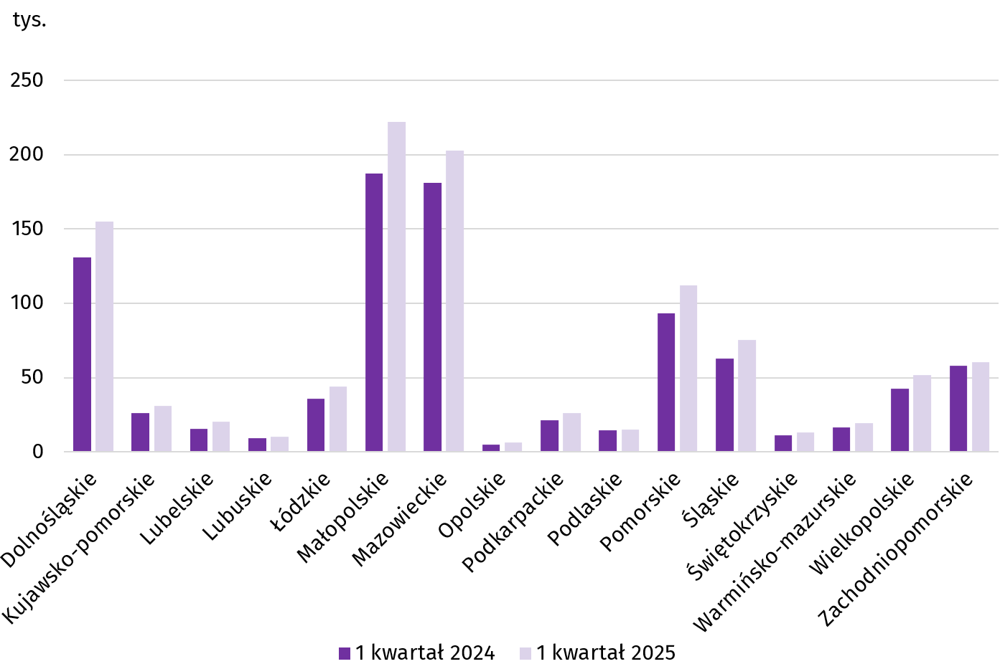 tys.
250
200
150
100
50
0
Dolnośląskie
Kujawsko-pomorskie
Lubelskie
Lubuskie
Łódzkie
Małopolskie
Mazowieckie
Opolskie
Podkarpackie
Podlaskie
Pomorskie
Śląskie
Świętokrzyskie
Warmińsko-mazurskie
Wielkopolskie
Zachodniopomorskie
1 kwartał 2024
1 kwartał 2025